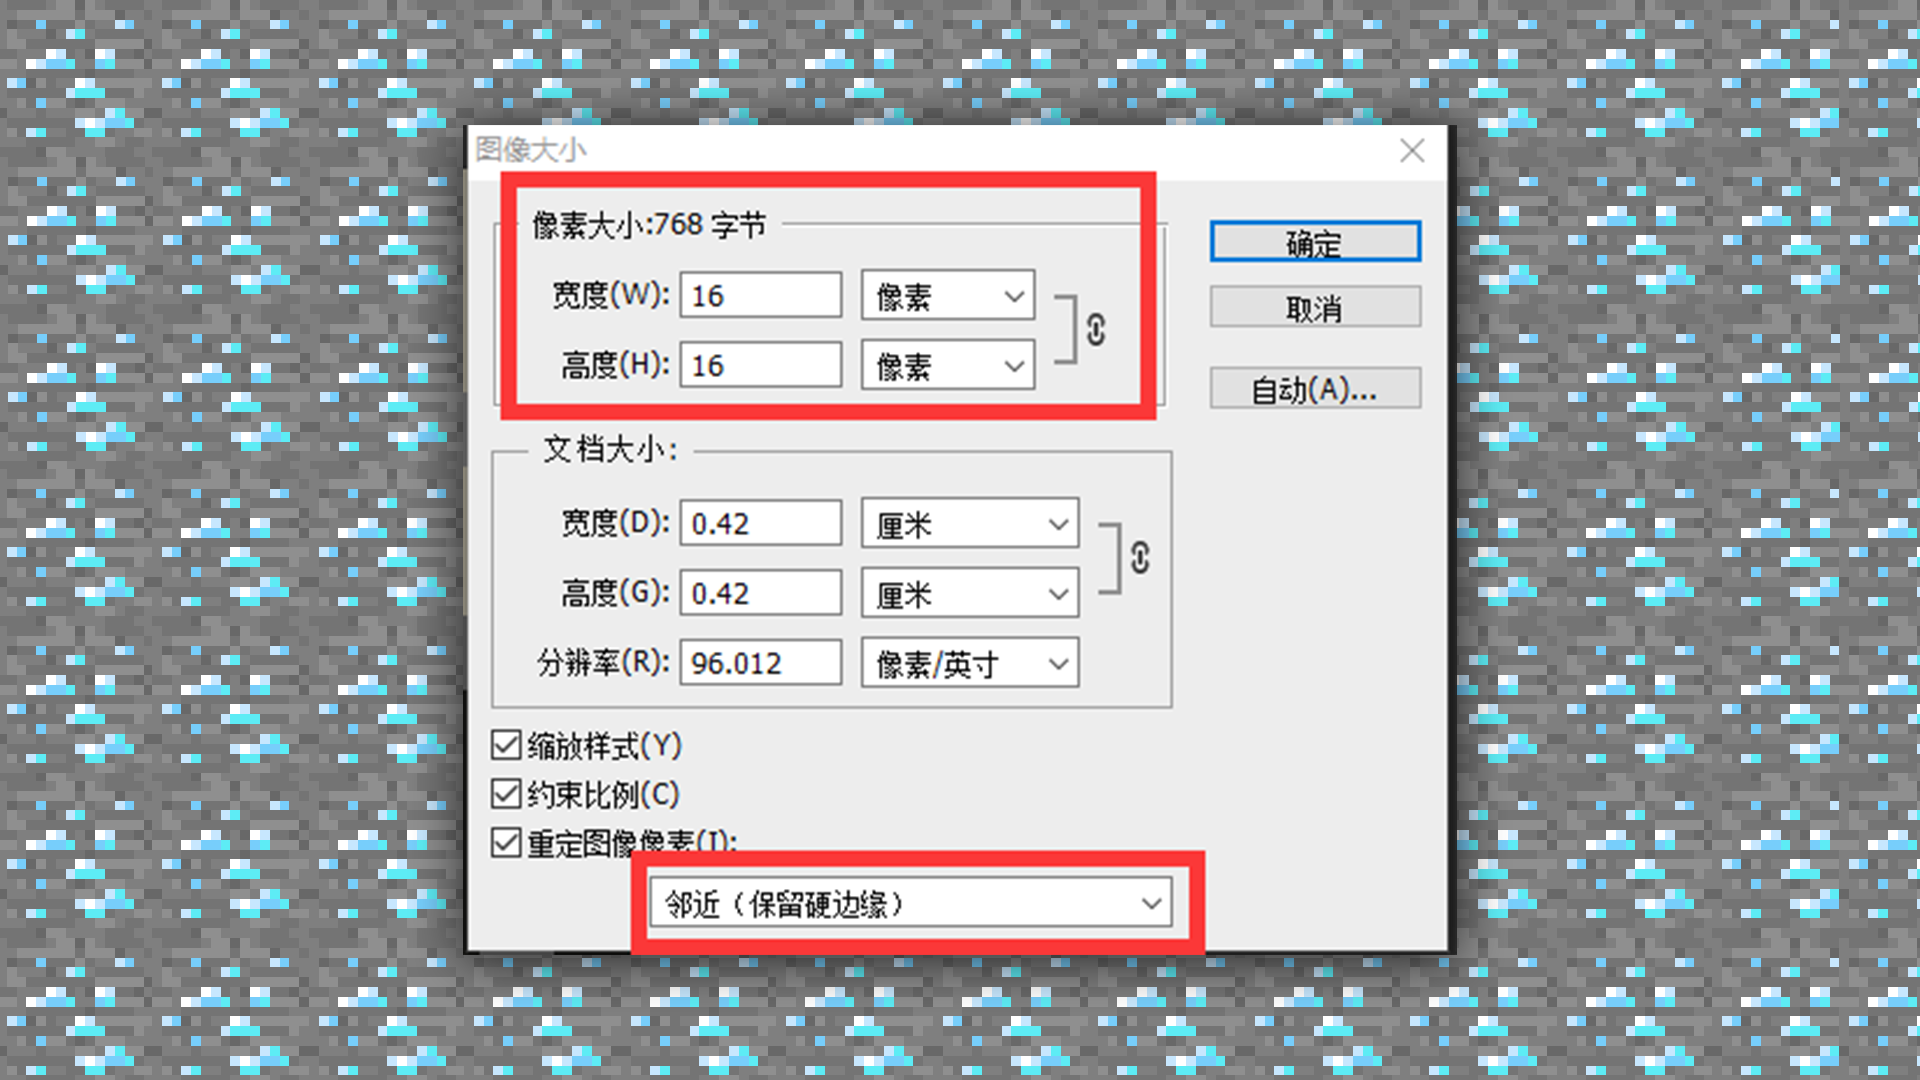 图像大小
像素大小:768 字节
宽度(W): 16 像素
高度(H): 16 像素
确定
取消
自动(A)...
文档大小:
宽度(D): 0.42 厘米
高度(G): 0.42 厘米
分辨率(R): 96.012 像素/英寸
缩放样式(Y)
约束比例(C)
重定图像像素(I):
邻近（保留硬边缘）